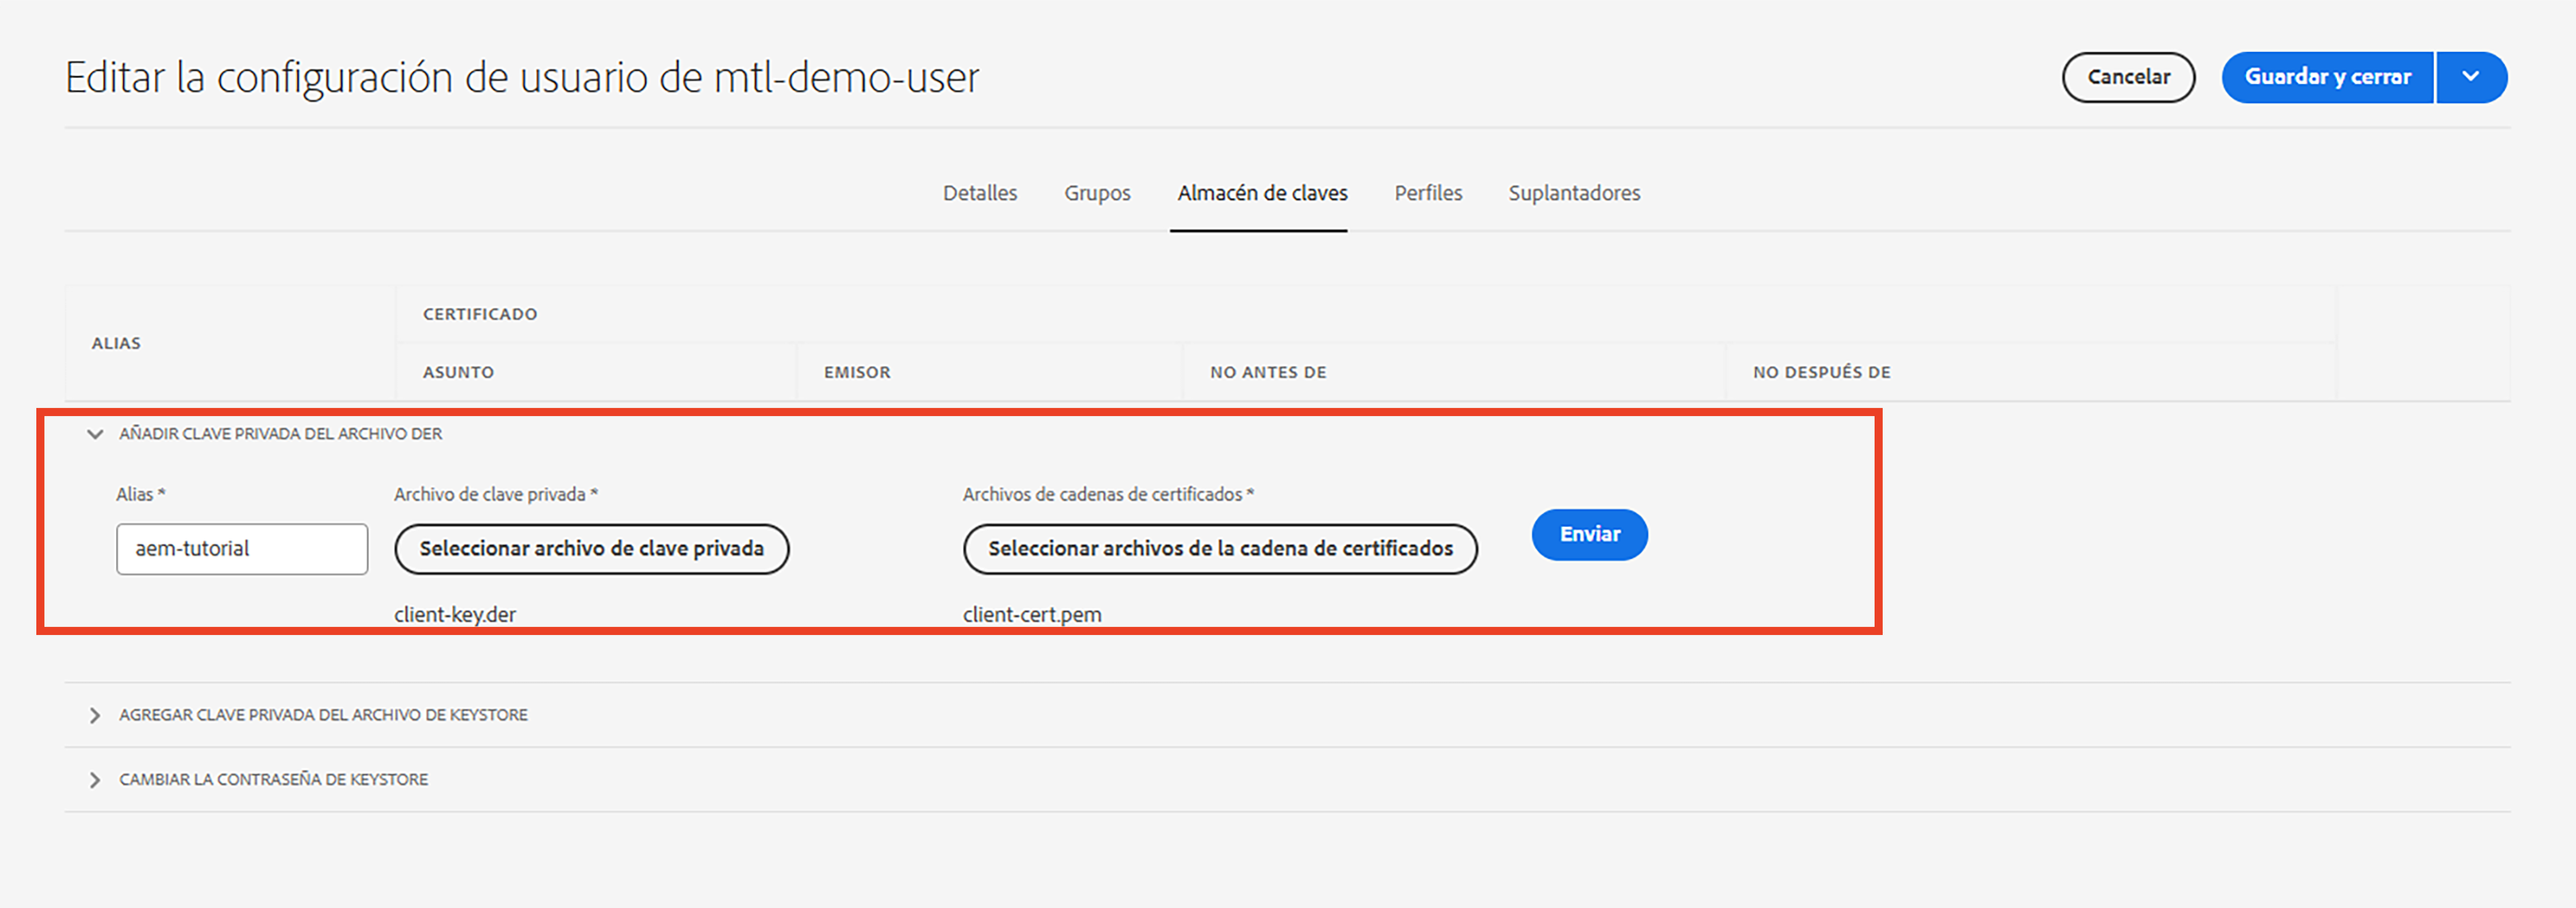 Editar la configuración de usuario de mtl-demo-user
Cancelar
Guardar y cerrar
Detalles
Grupos
Almacén de claves
Perfiles
Suplantadores
ALIAS
CERTIFICADO
ASUNTO
EMISOR
NO ANTES DE
NO DESPUÉS DE
AÑADIR CLAVE PRIVADA DEL ARCHIVO DER
Alias *
Archivo de clave privada *
Archivos de cadenas de certificados *
aem-tutorial
Seleccionar archivo de clave privada
Seleccionar archivos de la cadena de certificados
Enviar
client-key.der
client-cert.pem
AGREGAR CLAVE PRIVADA DEL ARCHIVO DE KEYSTORE
CAMBIAR LA CONTRASEÑA DE KEYSTORE